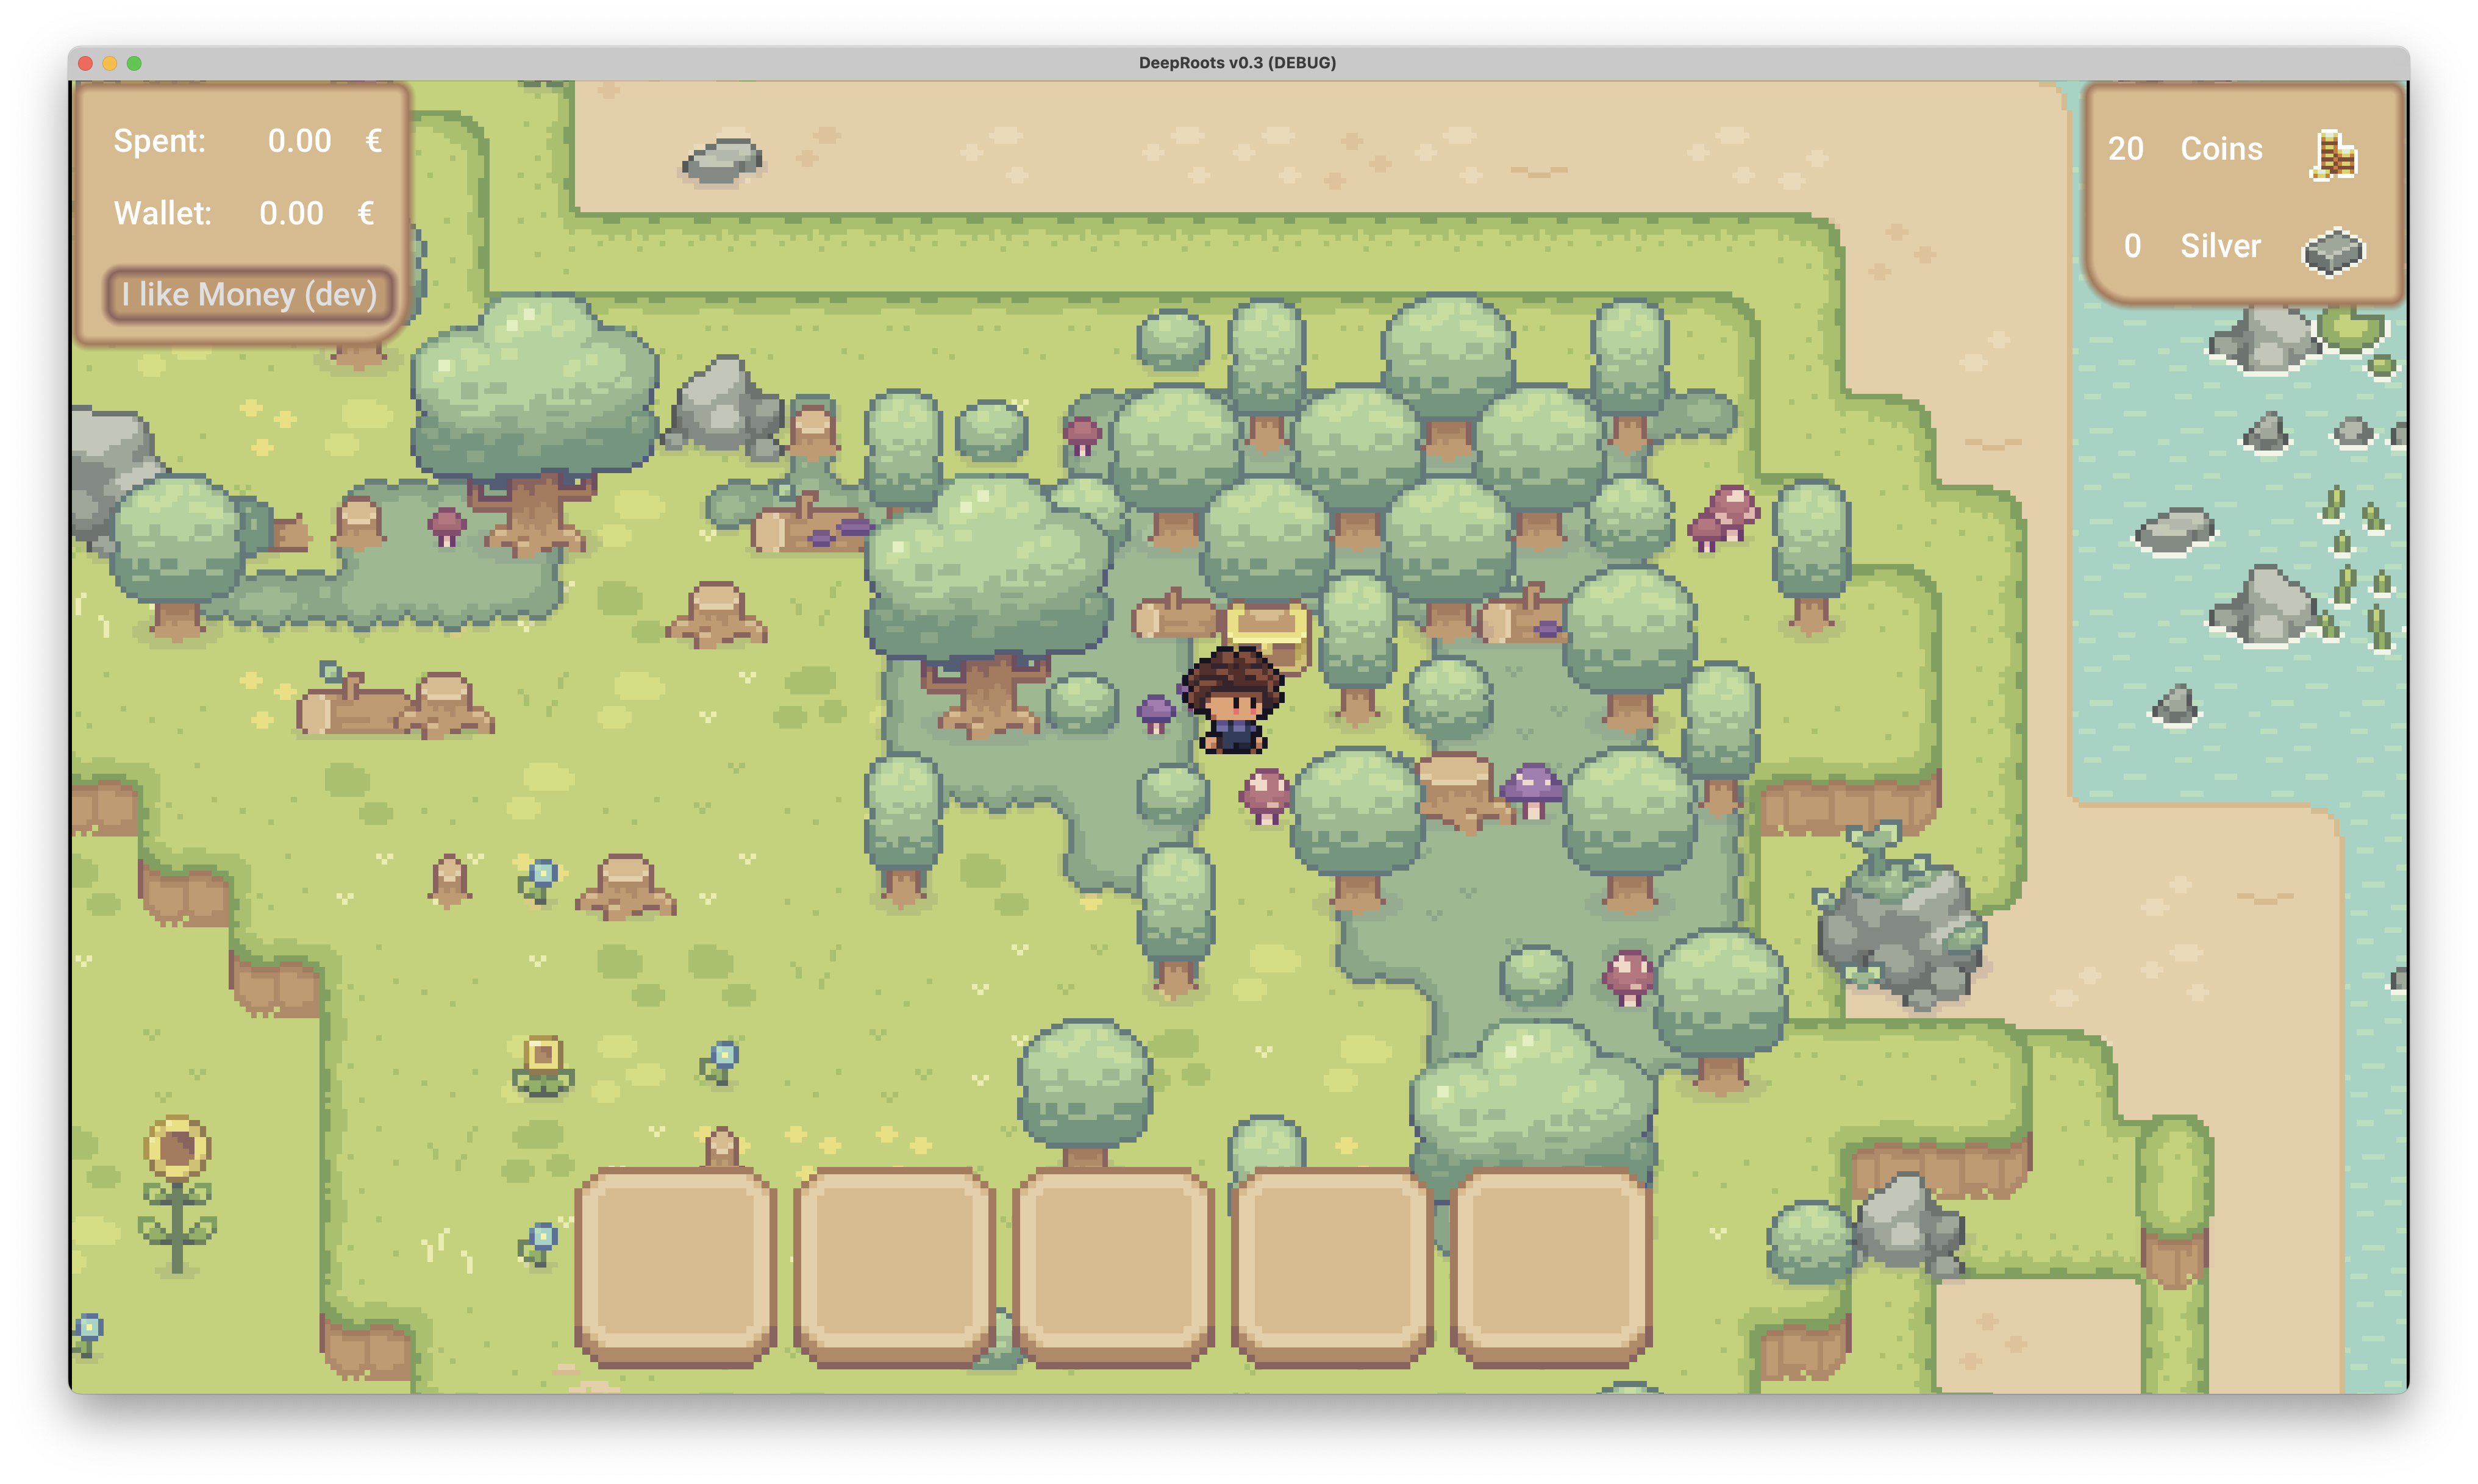 DeepRoots v0.3 (DEBUG)
Spent: 0.00 €
Wallet: 0.00 €
I like Money (dev)
20 Coins
0 Silver